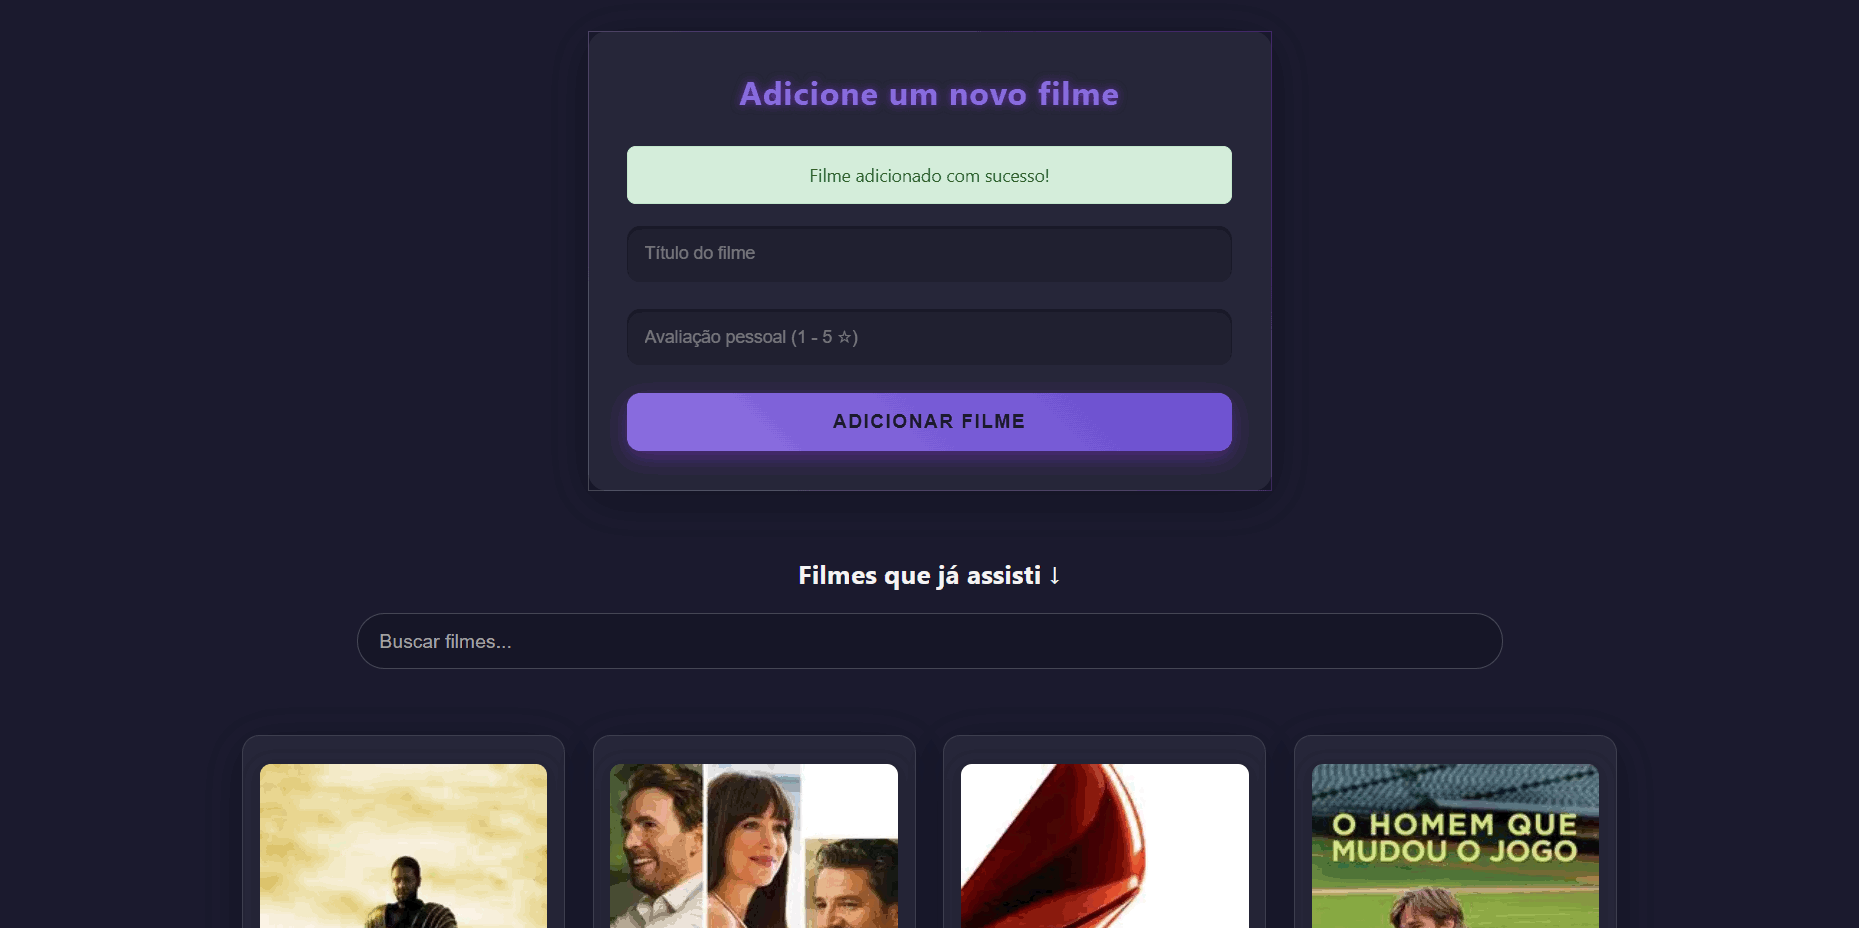 Adicione um novo filme
Filme adicionado com sucesso!
Título do filme
Avaliação pessoal (1 - 5 ☆)
ADICIONAR FILME
Filmes que já assisti ↓
Buscar filmes...
O HOMEM QUE
MUDOU O JOGO